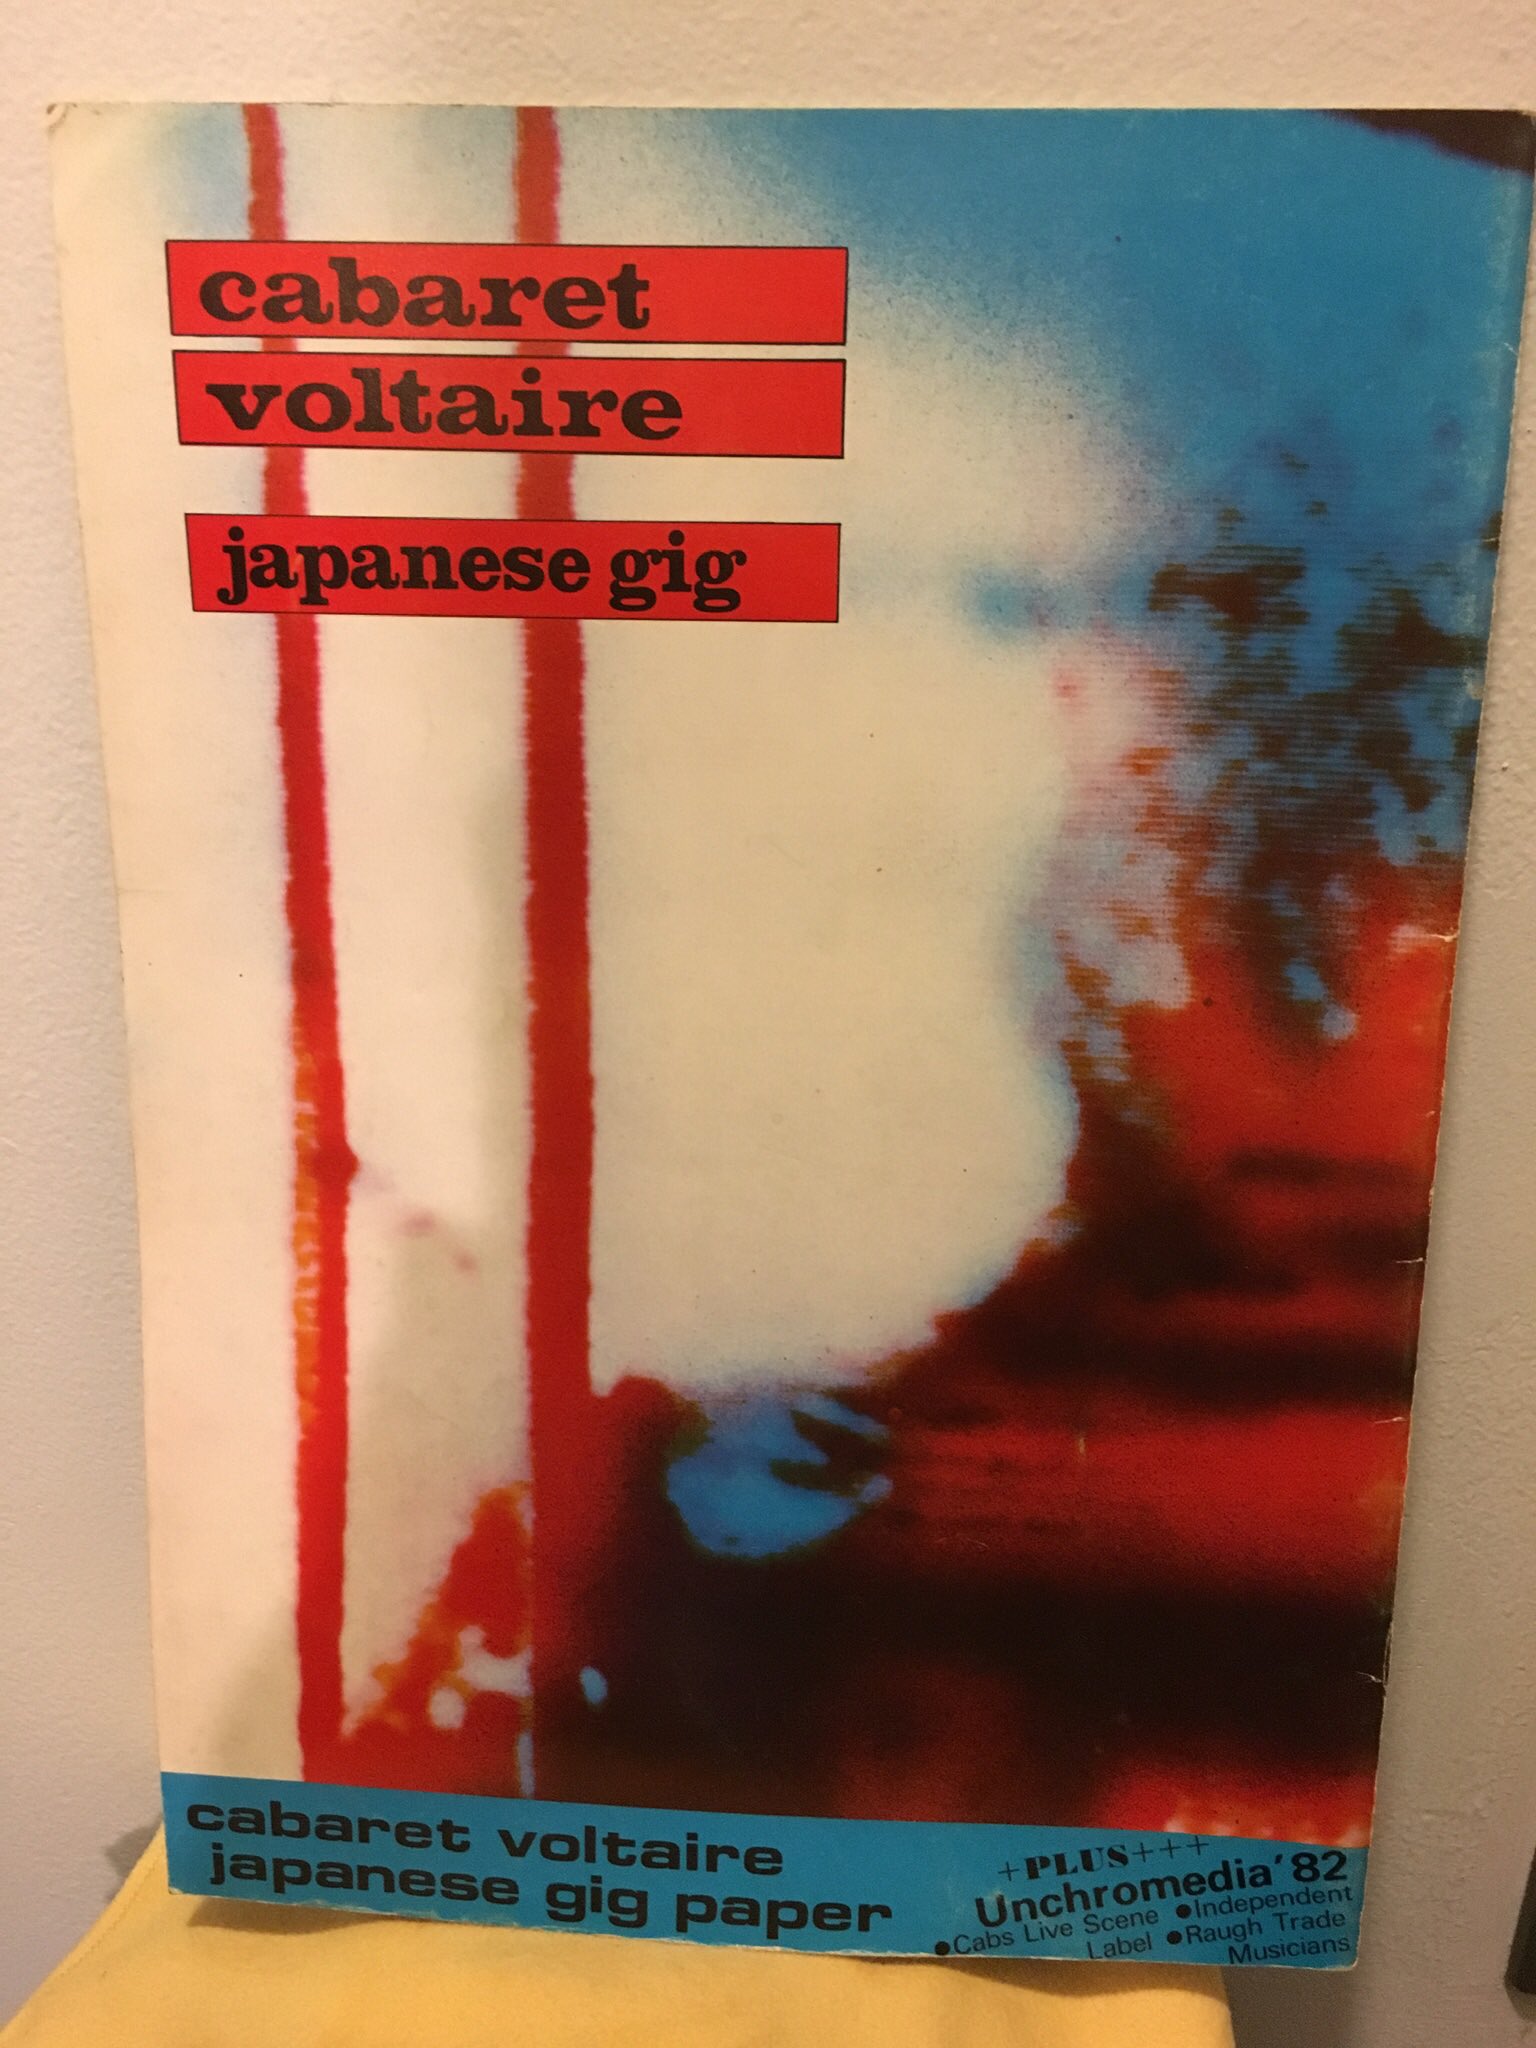 cabaret
voltaire
japanese gig
cabaret voltaire
japanese gig paper
+PLUS+++
Unchromedia'82
●Cabs Live Scene ●Independent
Label ●Raugh Trade
Musicians